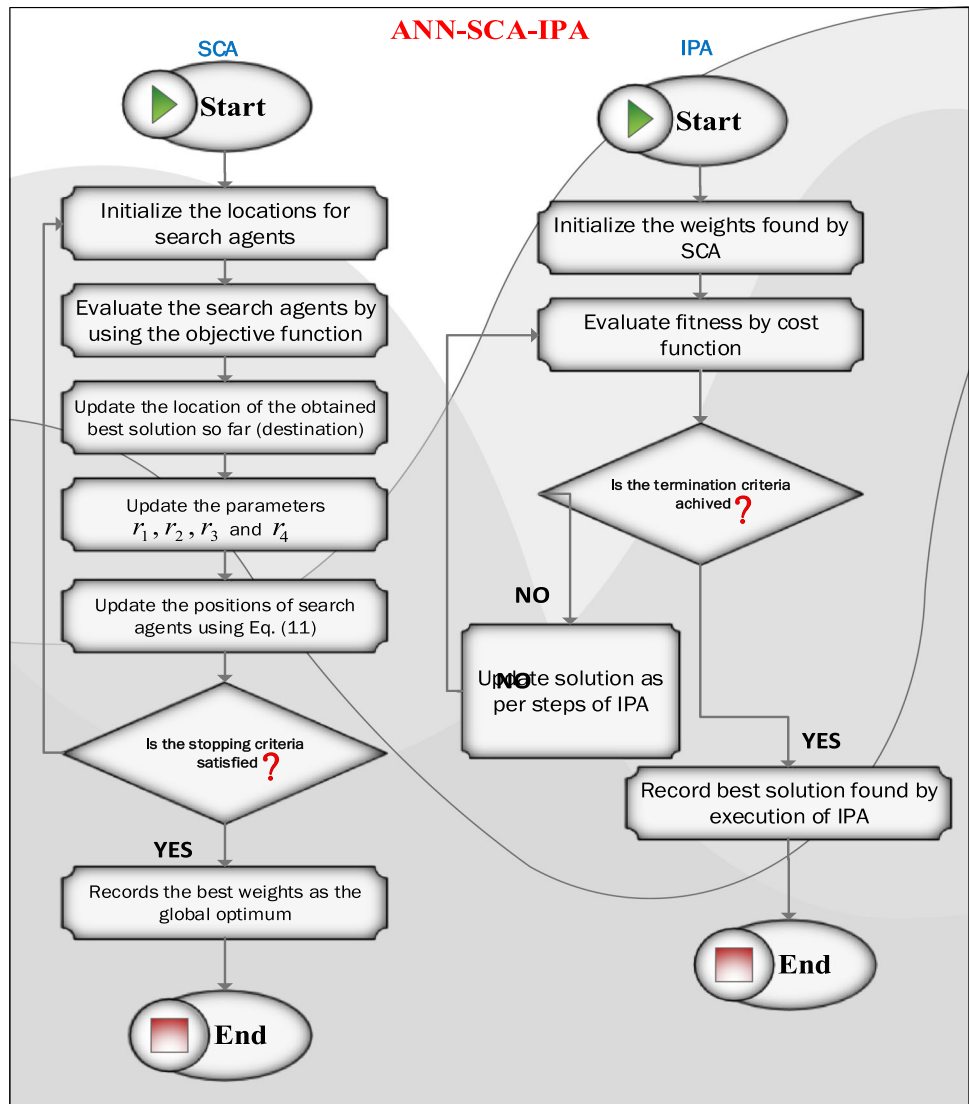 ANN-SCA-IPA
SCA
Start
Initialize the locations for
search agents
Evaluate the search agents by
using the objective function
Update the location of the obtained
best solution so far (destination)
Update the parameters
r1, r2, r3 and r4
Update the positions of search
agents using Eq. (11)
Is the stopping criteria
satisfied ?
YES
Records the best weights as the
global optimum
End
IPA
Start
Initialize the weights found by
SCA
Evaluate fitness by cost
function
Is the termination criteria
achived ?
NO
Update solution as
NO
per steps of IPA
YES
Record best solution found by
execution of IPA
End